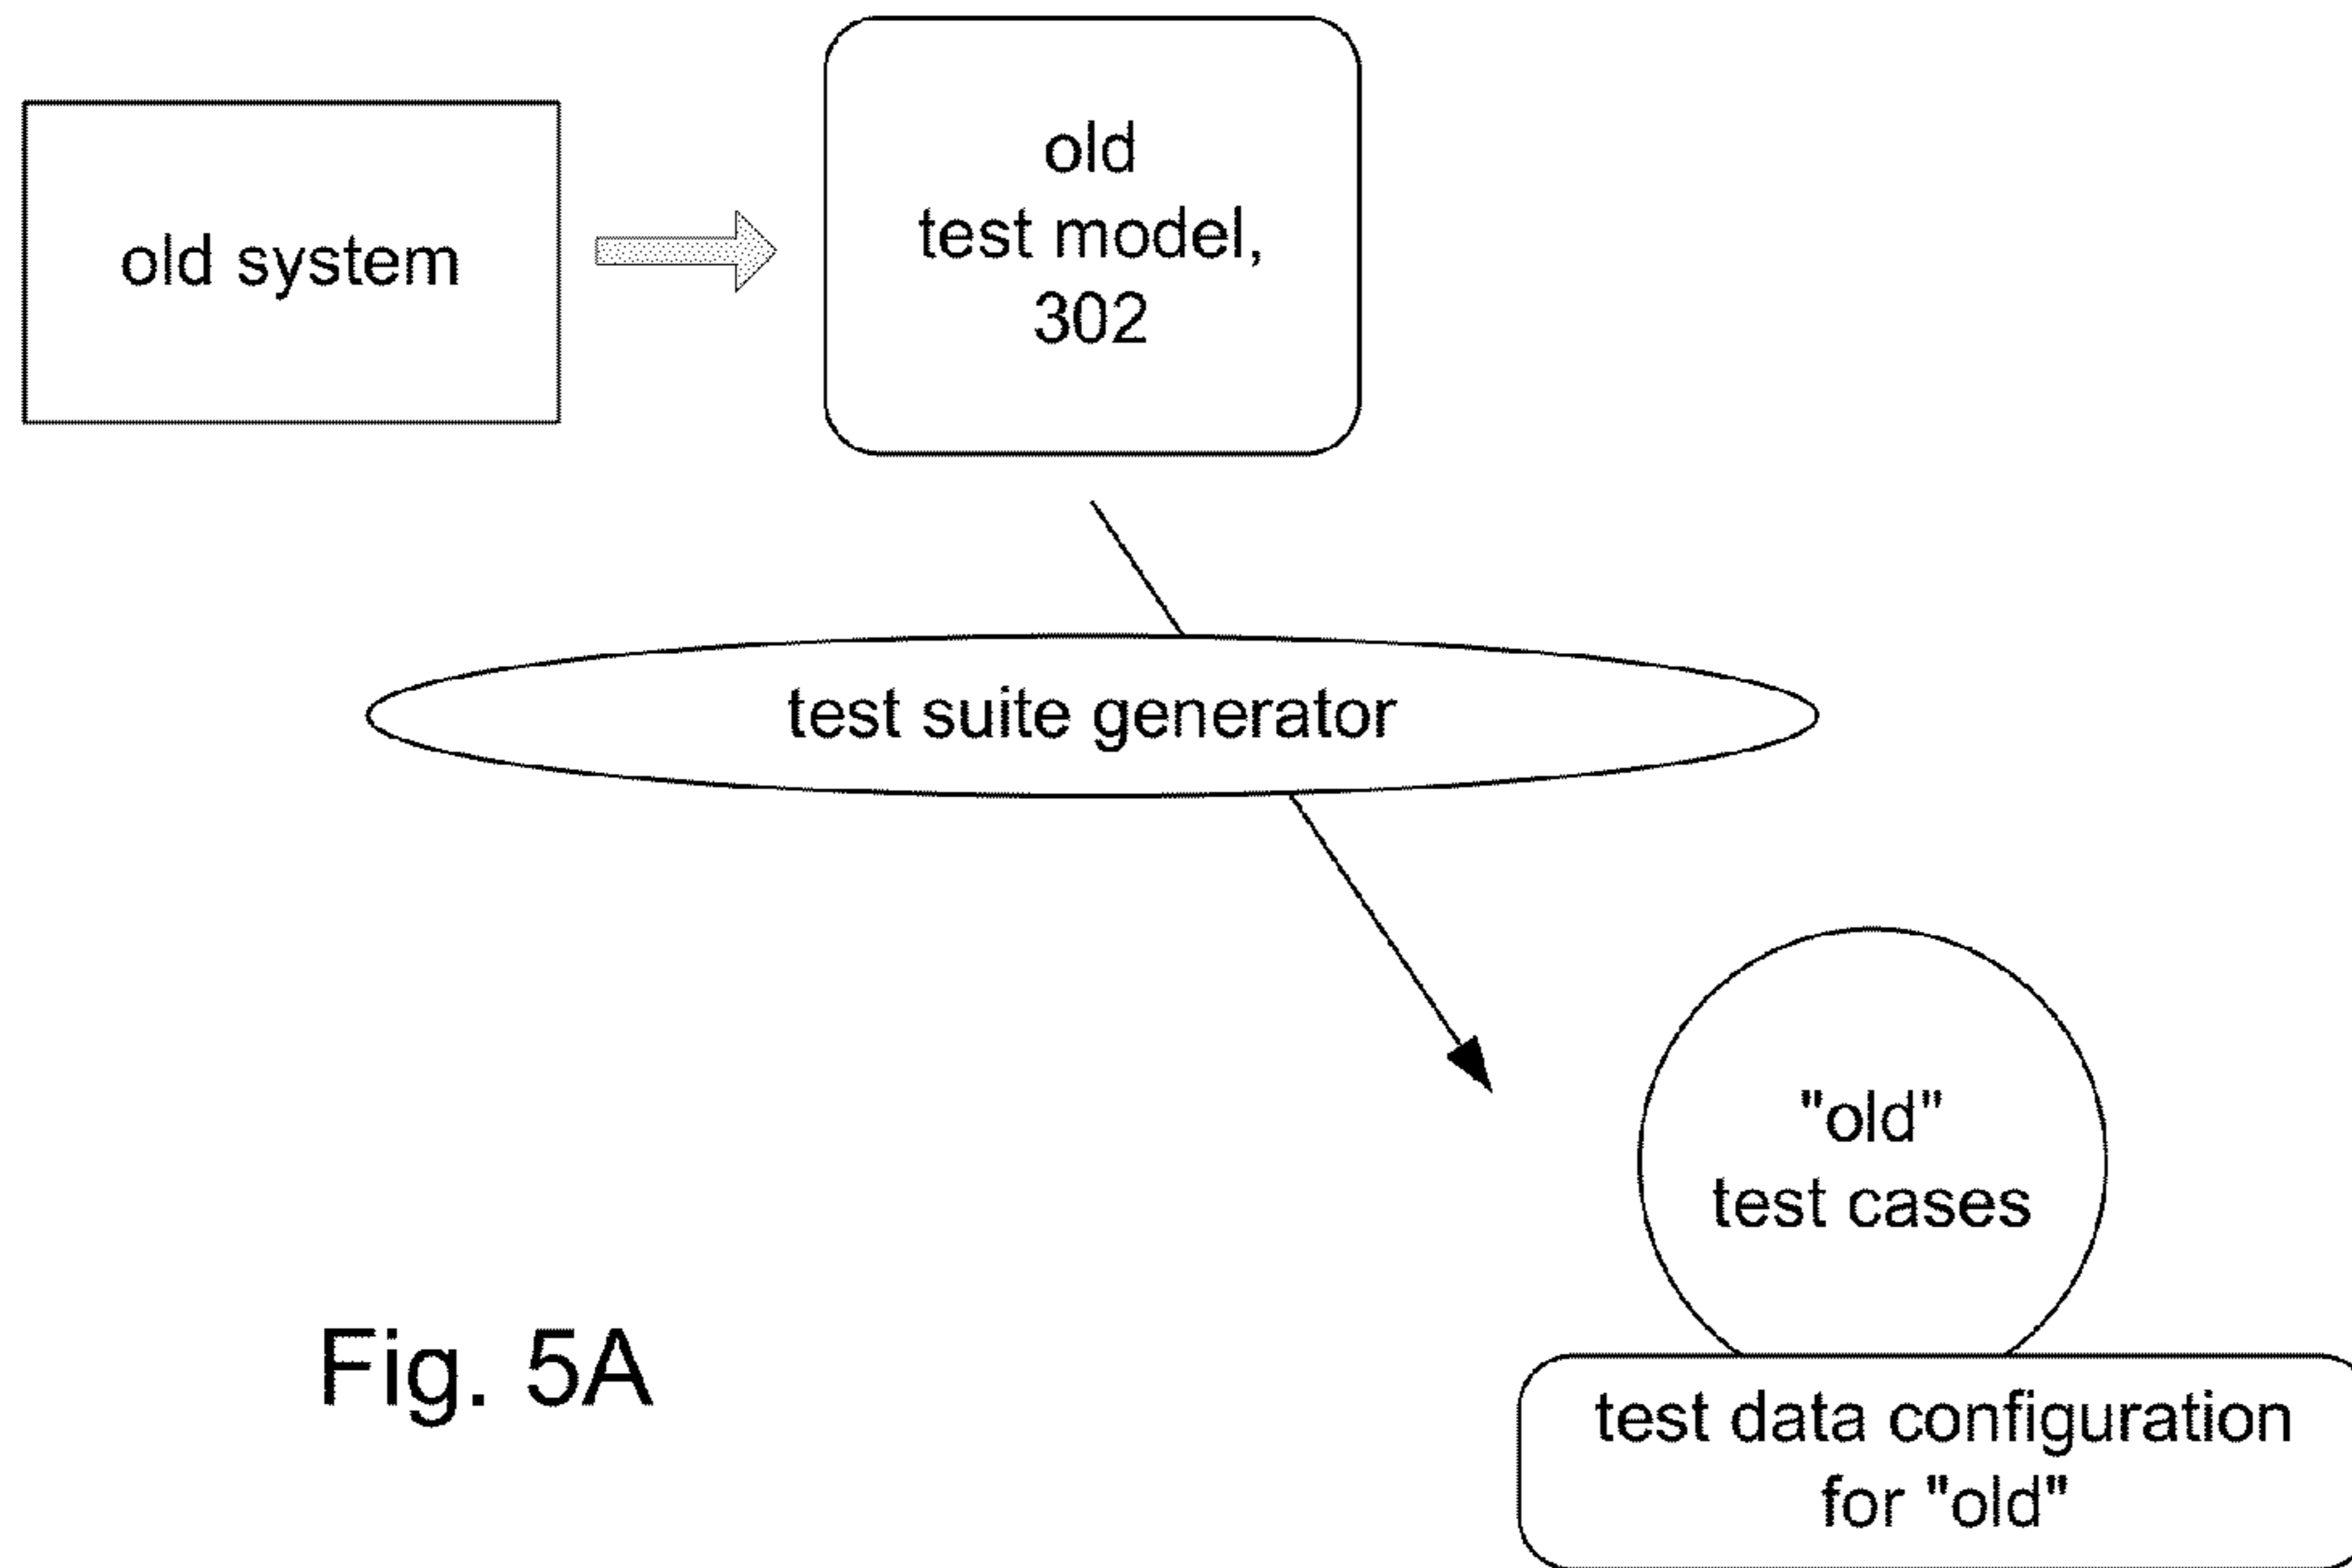 old system
old
test model,
302
test suite generator
"old"
test cases
test data configuration
for "old"
Fig. 5A